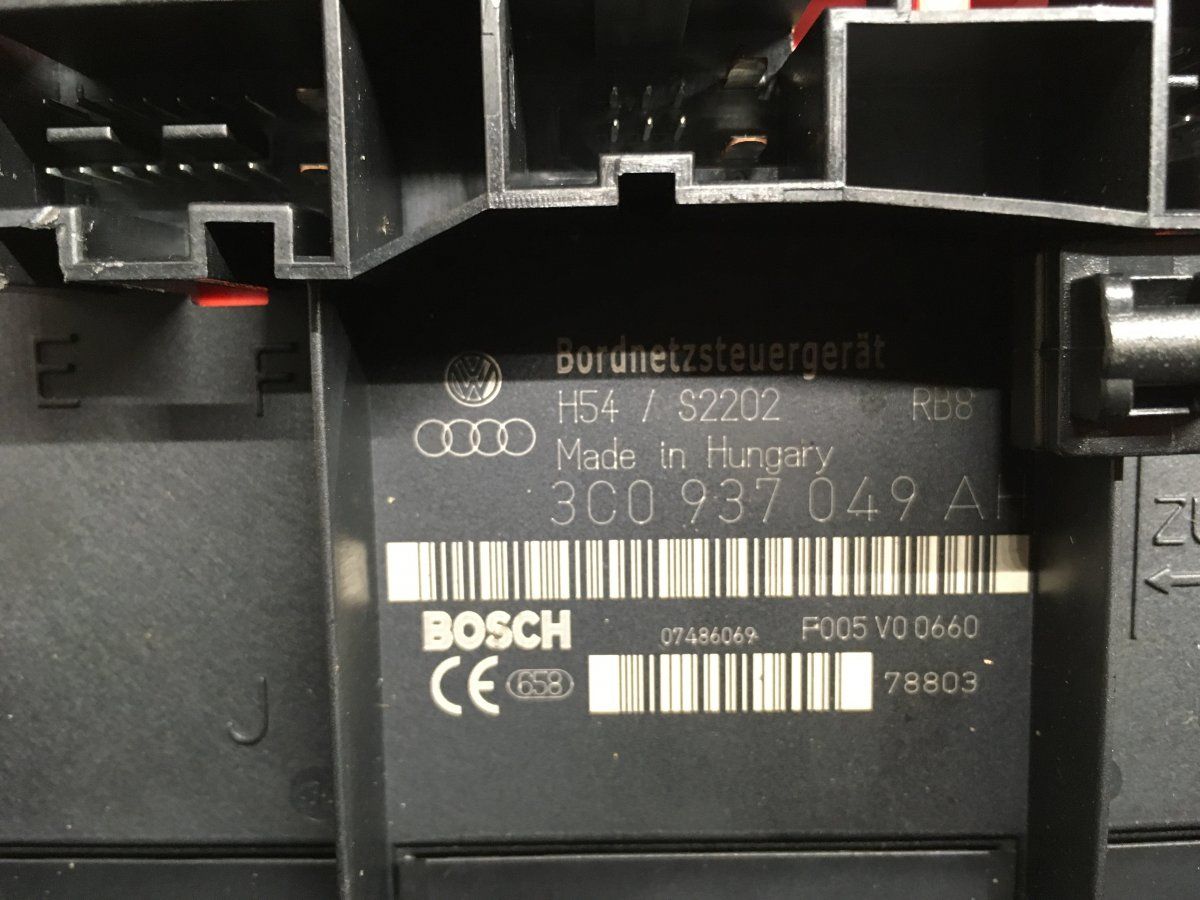 E F
Bordnetzsteuergerät
H54 / S2202 RB8
Made in Hungary
3C0 937 049 AH
BOSCH 07486069 F005 V0 0660
CE 658 78803
J
ZU